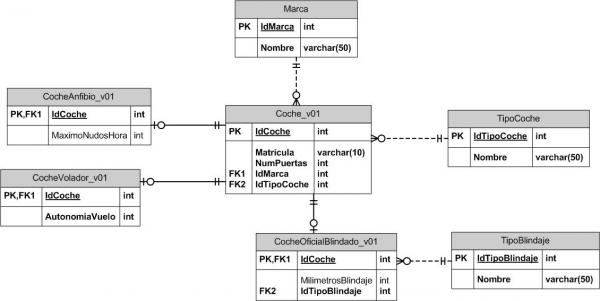 Marca
PK IdMarca int
Nombre varchar(50)
CocheAnfibio_v01
PK,FK1 IdCoche int
MaximoNudosHora int
Coche_v01
PK IdCoche int
Matricula varchar(10)
NumPuertas int
FK1 IdMarca int
FK2 IdTipoCoche int
TipoCoche
PK IdTipoCoche int
Nombre varchar(50)
CocheVolador_v01
PK,FK1 IdCoche int
AutonomiaVuelo int
CocheOficialBlindado_v01
PK,FK1 IdCoche int
MilimetrosBlindaje int
FK2 IdTipoBlindaje int
TipoBlindaje
PK IdTipoBlindaje int
Nombre varchar(50)